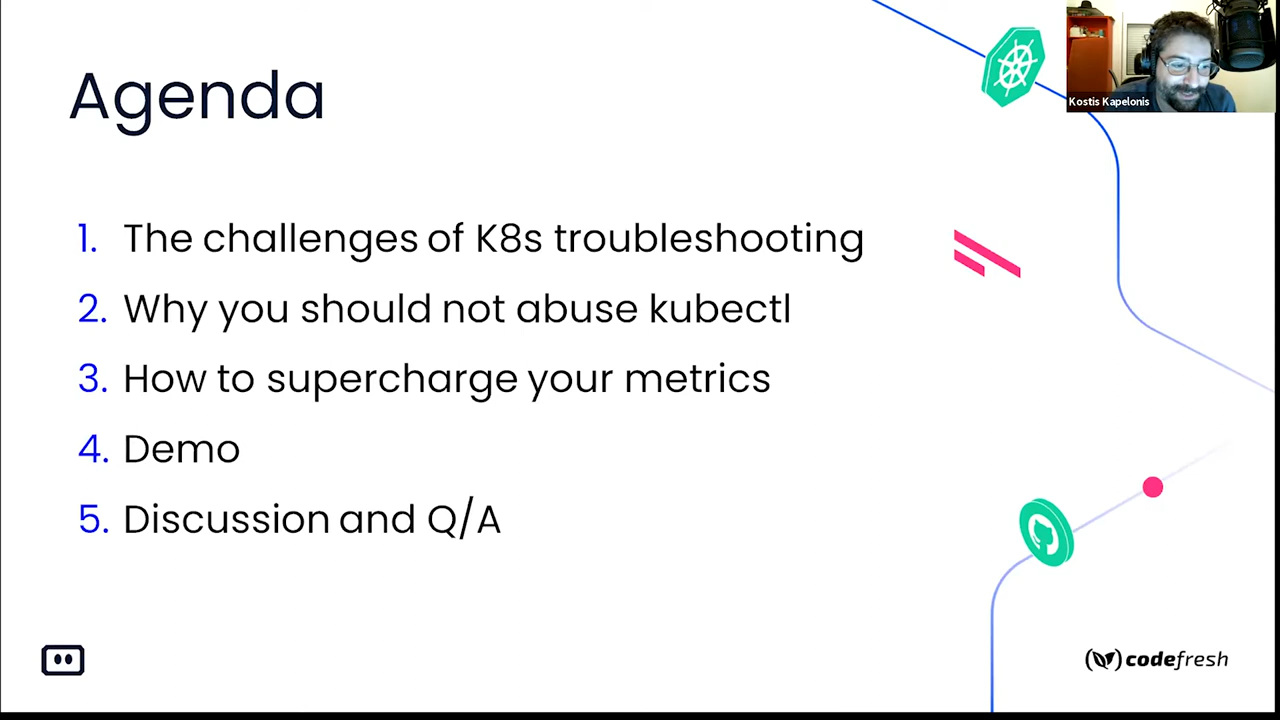 Agenda
Kostis Kapelonis
1. The challenges of K8s troubleshooting
2. Why you should not abuse kubectl
3. How to supercharge your metrics
4. Demo
5. Discussion and Q/A
codefresh